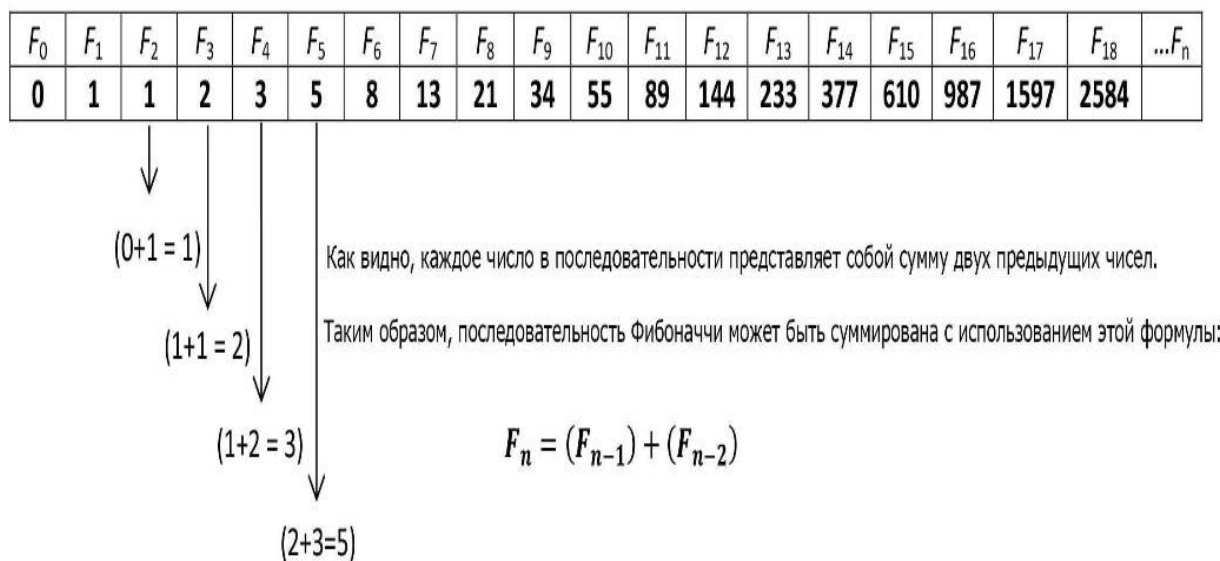 F₀ F₁ F₂ F₃ F₄ F₅ F₆ F₇ F₈ F₉ F₁₀ F₁₁ F₁₂ F₁₃ F₁₄ F₁₅ F₁₆ F₁₇ F₁₈ ...Fₙ
0 1 1 2 3 5 8 13 21 34 55 89 144 233 377 610 987 1597 2584
(0+1 = 1)
Как видно, каждое число в последовательности представляет собой сумму двух предыдущих чисел.
Таким образом, последовательность Фибоначчи может быть суммирована с использованием этой формулы:
(1+1 = 2)
(1+2 = 3)
Fₙ = (Fₙ₋₁) + (Fₙ₋₂)
(2+3=5)